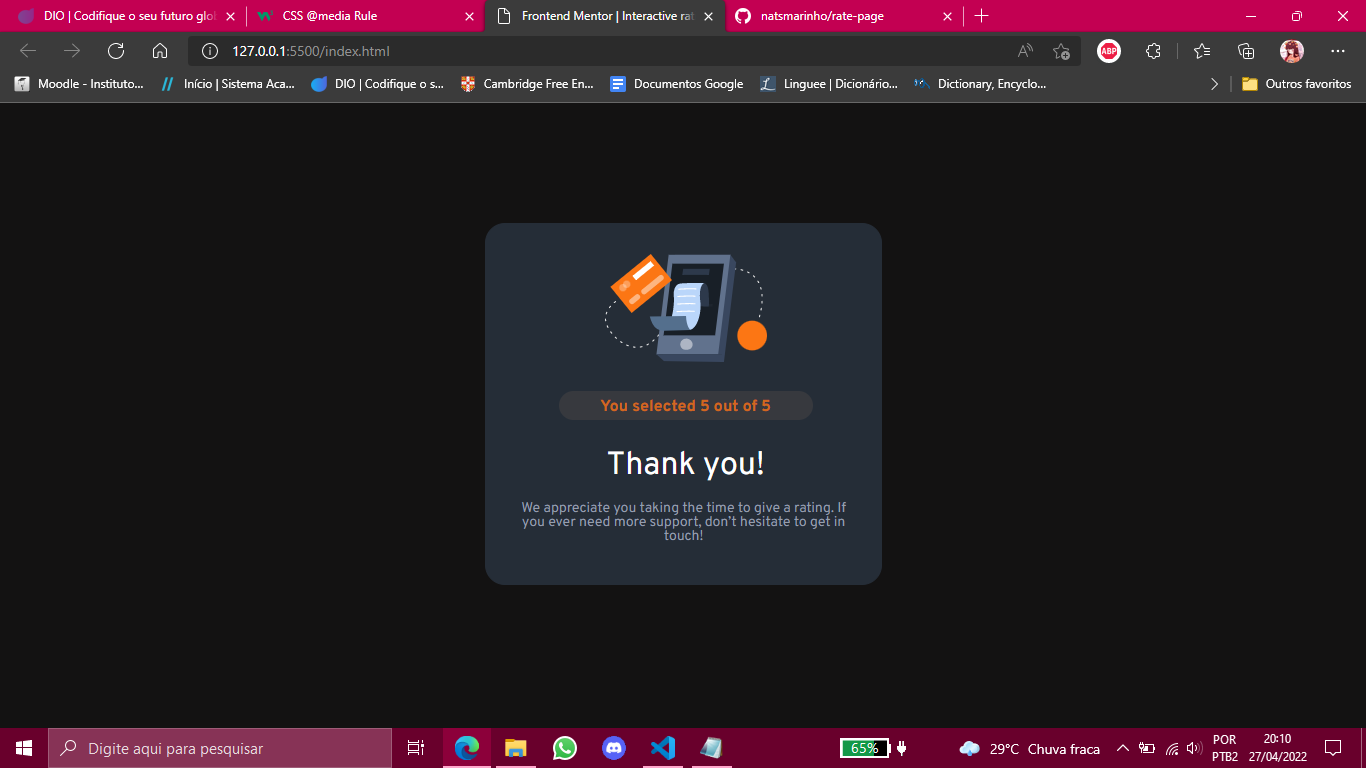 DIO | Codifique o seu futuro glo
CSS @media Rule
Frontend Mentor | Interactive rat
natsmarinho/rate-page
127.0.0.1:5500/index.html
ABP
Moodle - Instituto...
Início | Sistema Aca...
DIO | Codifique o s...
Cambridge Free En...
Documentos Google
Linguee | Dicionário...
Dictionary, Encyclo...
Outros favoritos
You selected 5 out of 5
Thank you!
We appreciate you taking the time to give a rating. If
you ever need more support, don't hesitate to get in
touch!
Digite aqui para pesquisar
65%
29°C Chuva fraca
POR
PTB2
20:10
27/04/2022